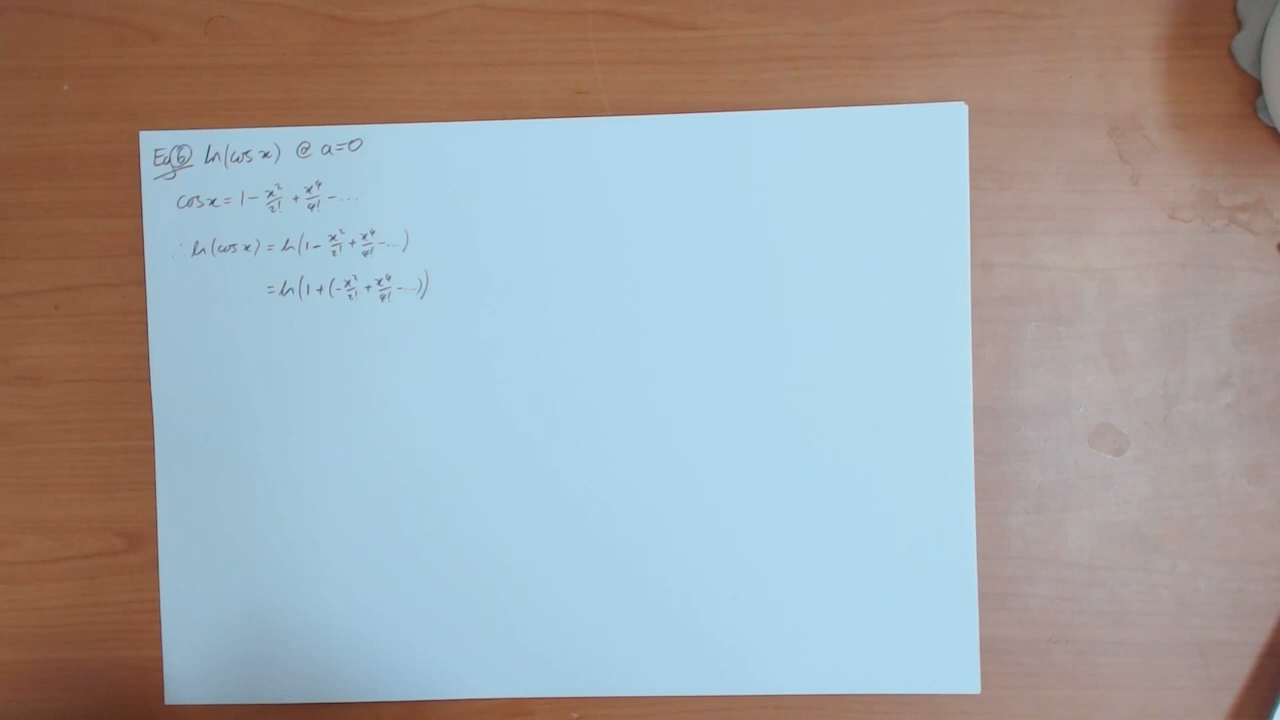 Eg⑥ ln(cos x) @ a=0
cos x = 1 - x²/2! + x⁴/4! - ...
∴ ln(cos x) = ln(1 - x²/2! + x⁴/4! - ...)
= ln(1 + (-x²/2! + x⁴/4! - ...))